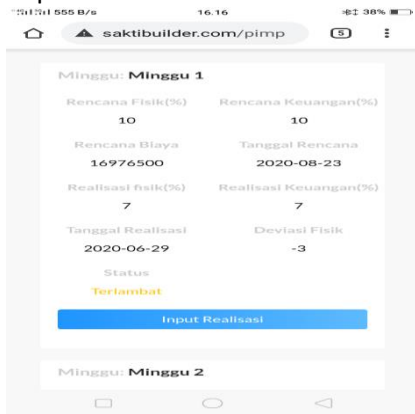 555 B/s 16.16 38%
saktibuilder.com/pimp 5
Minggu: Minggu 1
Rencana Fisik(%) Rencana Keuangan(%)
10 10
Rencana Biaya Tanggal Rencana
16976500 2020-08-23
Realisasi fisik(%) Realisasi Keuangan(%)
7 7
Tanggal Realisasi Deviasi Fisik
2020-06-29 -3
Status
Terlambat
Input Realisasi
Minggu: Minggu 2